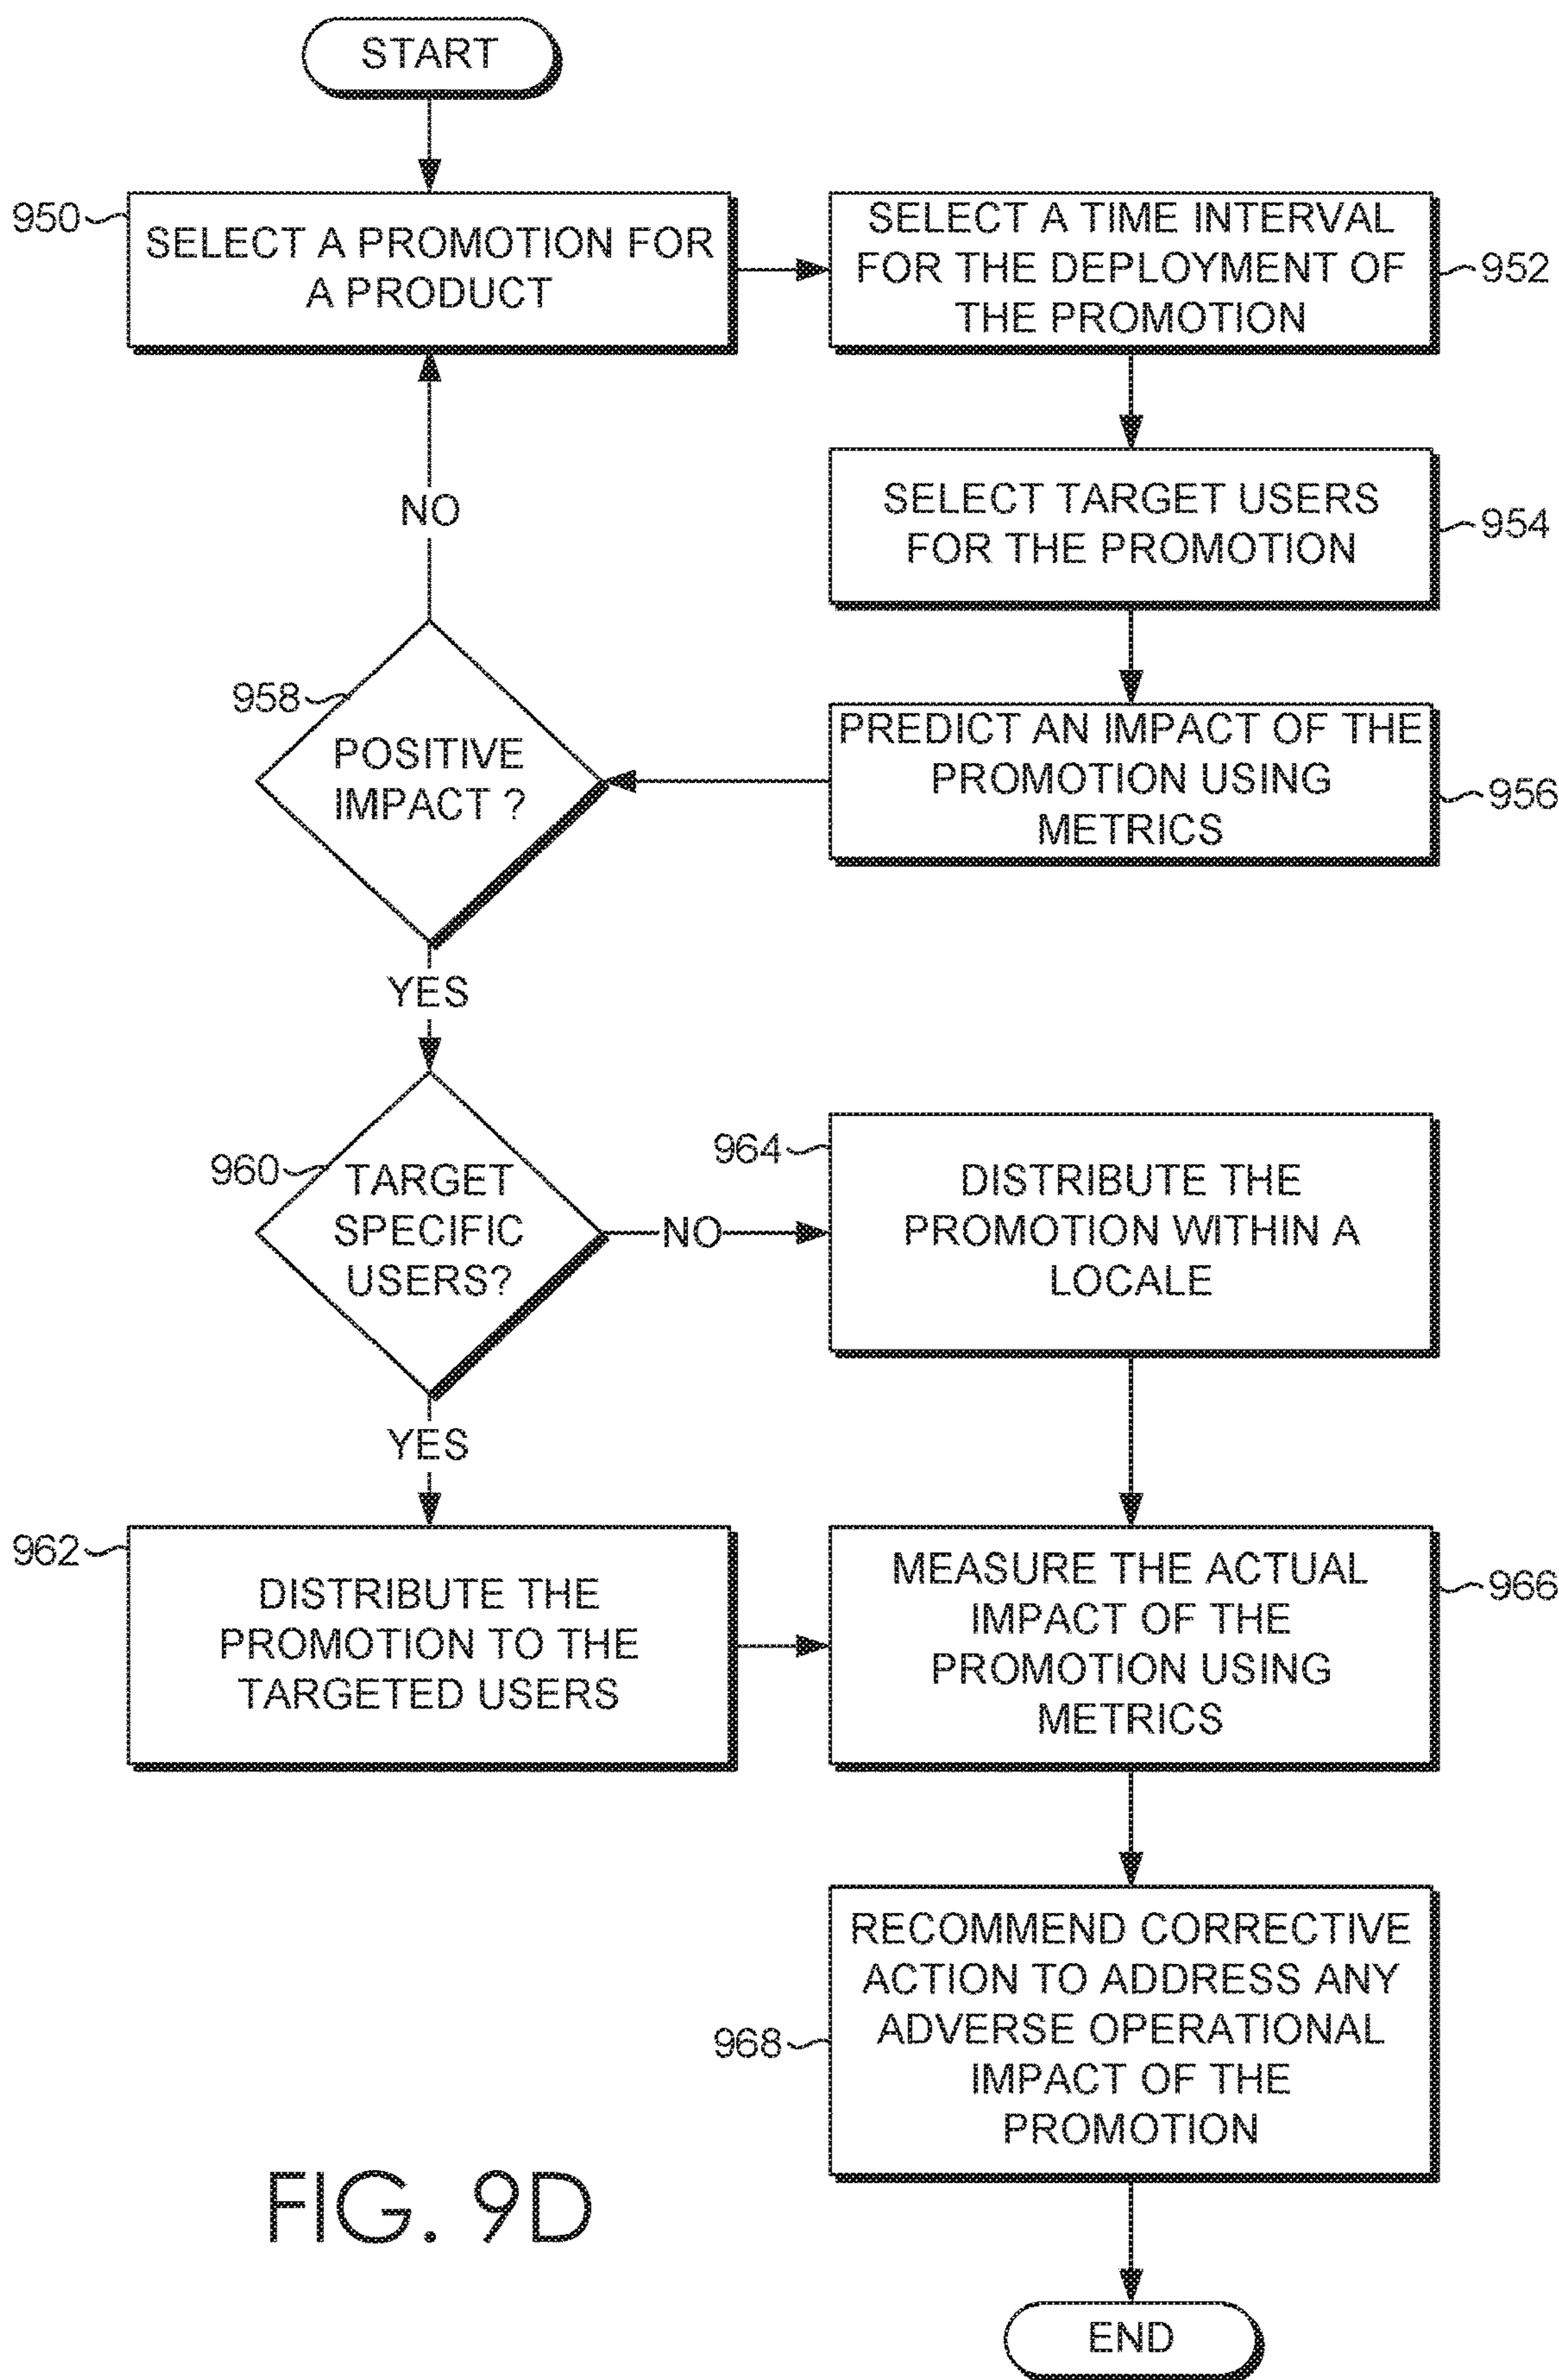 START
950
SELECT A PROMOTION FOR
A PRODUCT
SELECT A TIME INTERVAL
FOR THE DEPLOYMENT OF
THE PROMOTION
952
SELECT TARGET USERS
FOR THE PROMOTION
954
PREDICT AN IMPACT OF THE
PROMOTION USING
METRICS
956
NO
958
POSITIVE
IMPACT ?
YES
960
TARGET
SPECIFIC
USERS?
NO
964
DISTRIBUTE THE
PROMOTION WITHIN A
LOCALE
YES
962
DISTRIBUTE THE
PROMOTION TO THE
TARGETED USERS
MEASURE THE ACTUAL
IMPACT OF THE
PROMOTION USING
METRICS
966
968
RECOMMEND CORRECTIVE
ACTION TO ADDRESS ANY
ADVERSE OPERATIONAL
IMPACT OF THE
PROMOTION
END
FIG. 9D